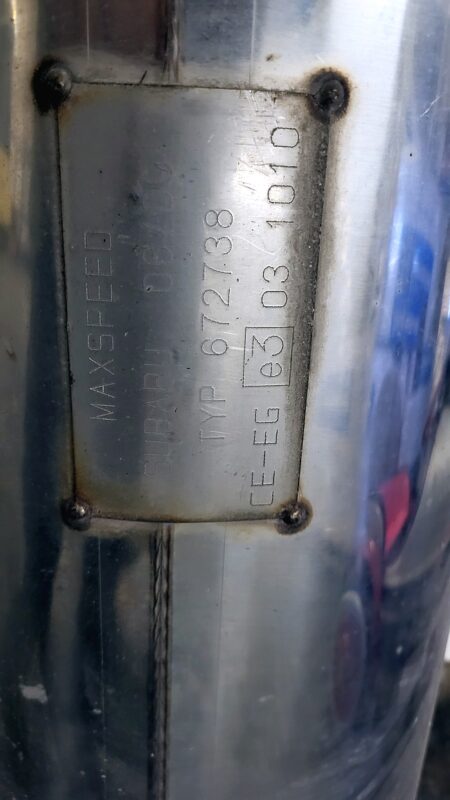 MAXSPEED
SUBARU
TYP 672738
CE-EG e3 03 1010